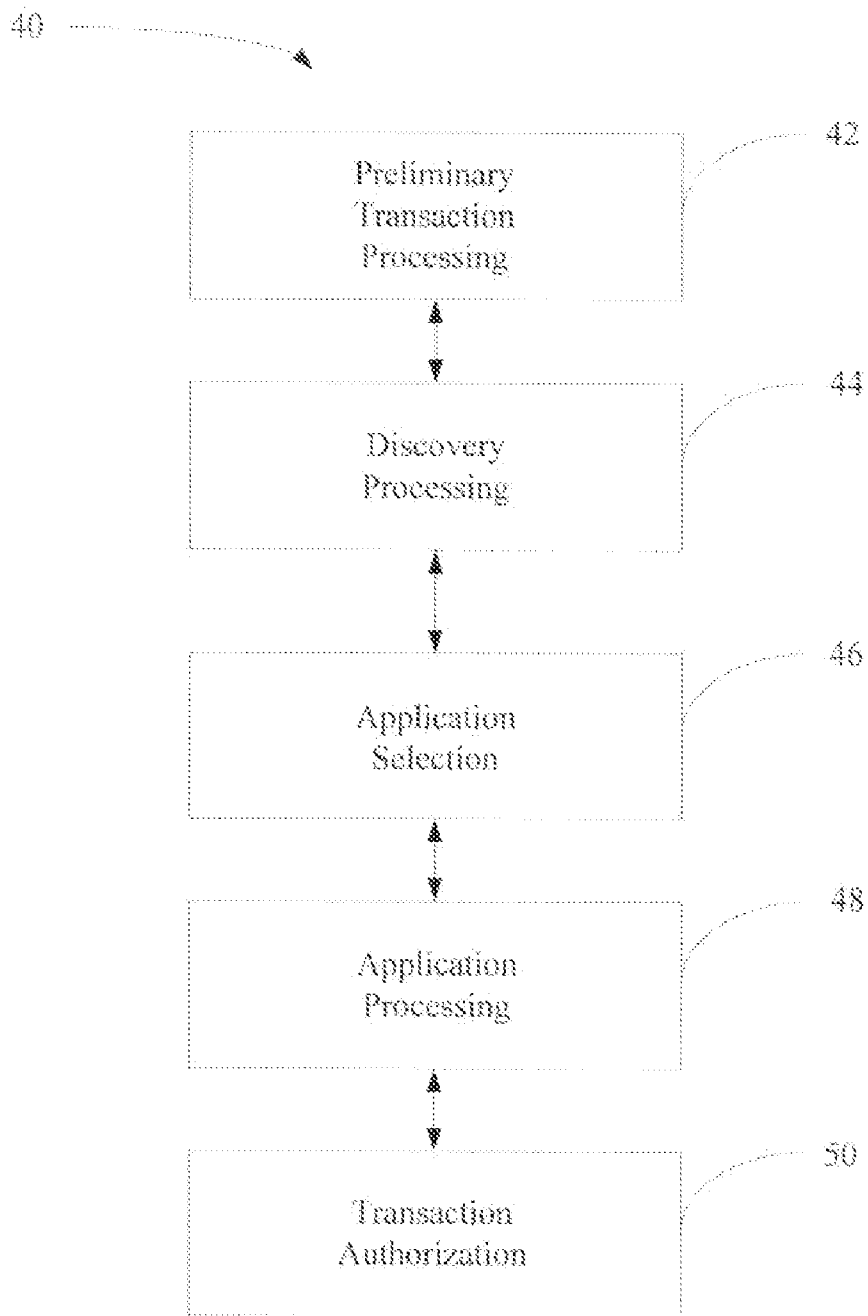 40
42
Preliminary
Transaction
Processing
44
Discovery
Processing
46
Application
Selection
48
Application
Processing
50
Transaction
Authorization